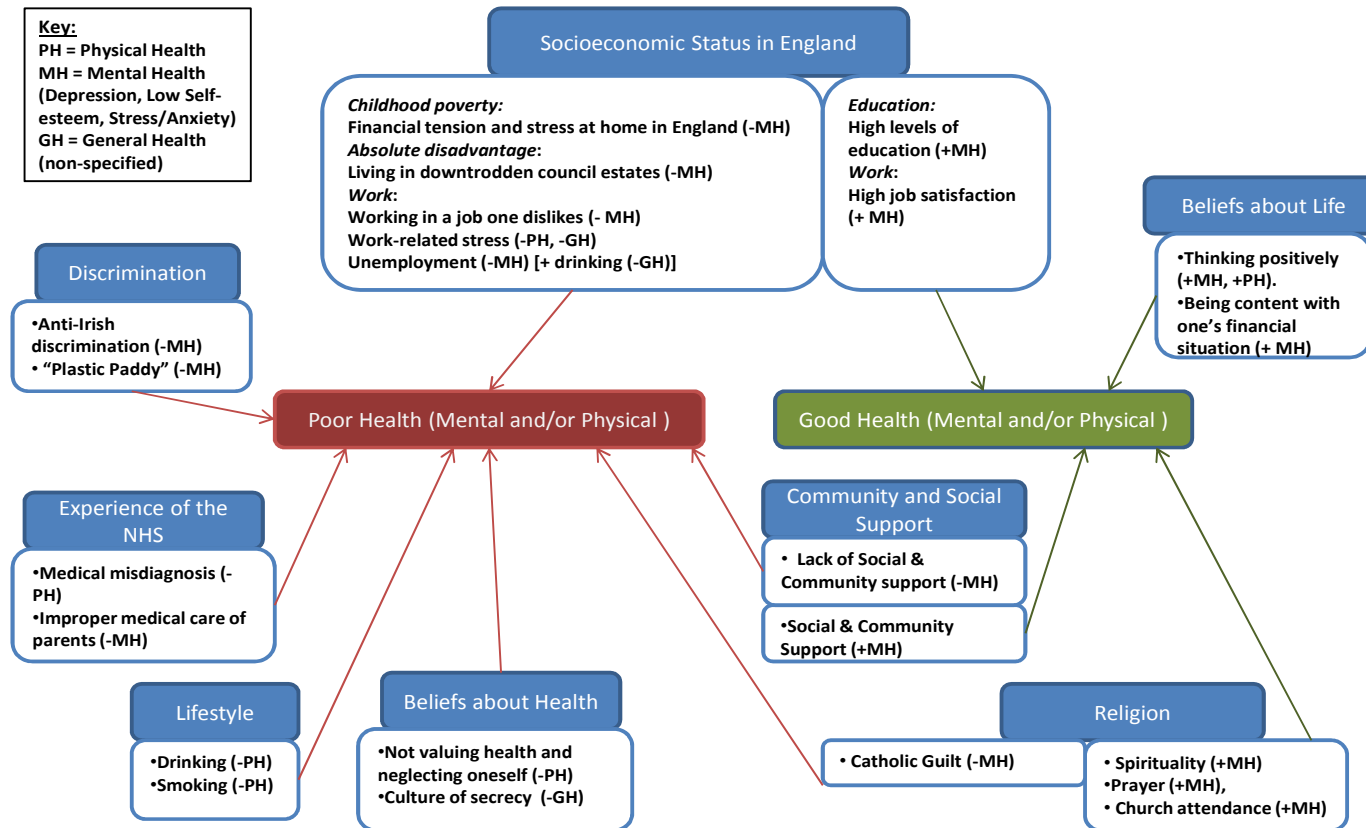 Key:
PH = Physical Health
MH = Mental Health
(Depression, Low Self-
esteem, Stress/Anxiety)
GH = General Health
(non-specified)
Socioeconomic Status in England
Childhood poverty:
Financial tension and stress at home in England (-MH)
Absolute disadvantage:
Living in downtrodden council estates (-MH)
Work:
Working in a job one dislikes (- MH)
Work-related stress (-PH, -GH)
Unemployment (-MH) [+ drinking (-GH)]
Education:
High levels of
education (+MH)
Work:
High job satisfaction
(+ MH)
Beliefs about Life
•Thinking positively
(+MH, +PH).
•Being content with
one’s financial
situation (+ MH)
Discrimination
•Anti-Irish
discrimination (-MH)
• “Plastic Paddy” (-MH)
Poor Health (Mental and/or Physical )
Good Health (Mental and/or Physical )
Experience of the
NHS
•Medical misdiagnosis (-
PH)
•Improper medical care of
parents (-MH)
Community and Social
Support
• Lack of Social &
Community support (-MH)
•Social & Community
Support (+MH)
Lifestyle
•Drinking (-PH)
•Smoking (-PH)
Beliefs about Health
•Not valuing health and
neglecting oneself (-PH)
•Culture of secrecy (-GH)
Religion
• Catholic Guilt (-MH)
• Spirituality (+MH)
•Prayer (+MH),
• Church attendance (+MH)